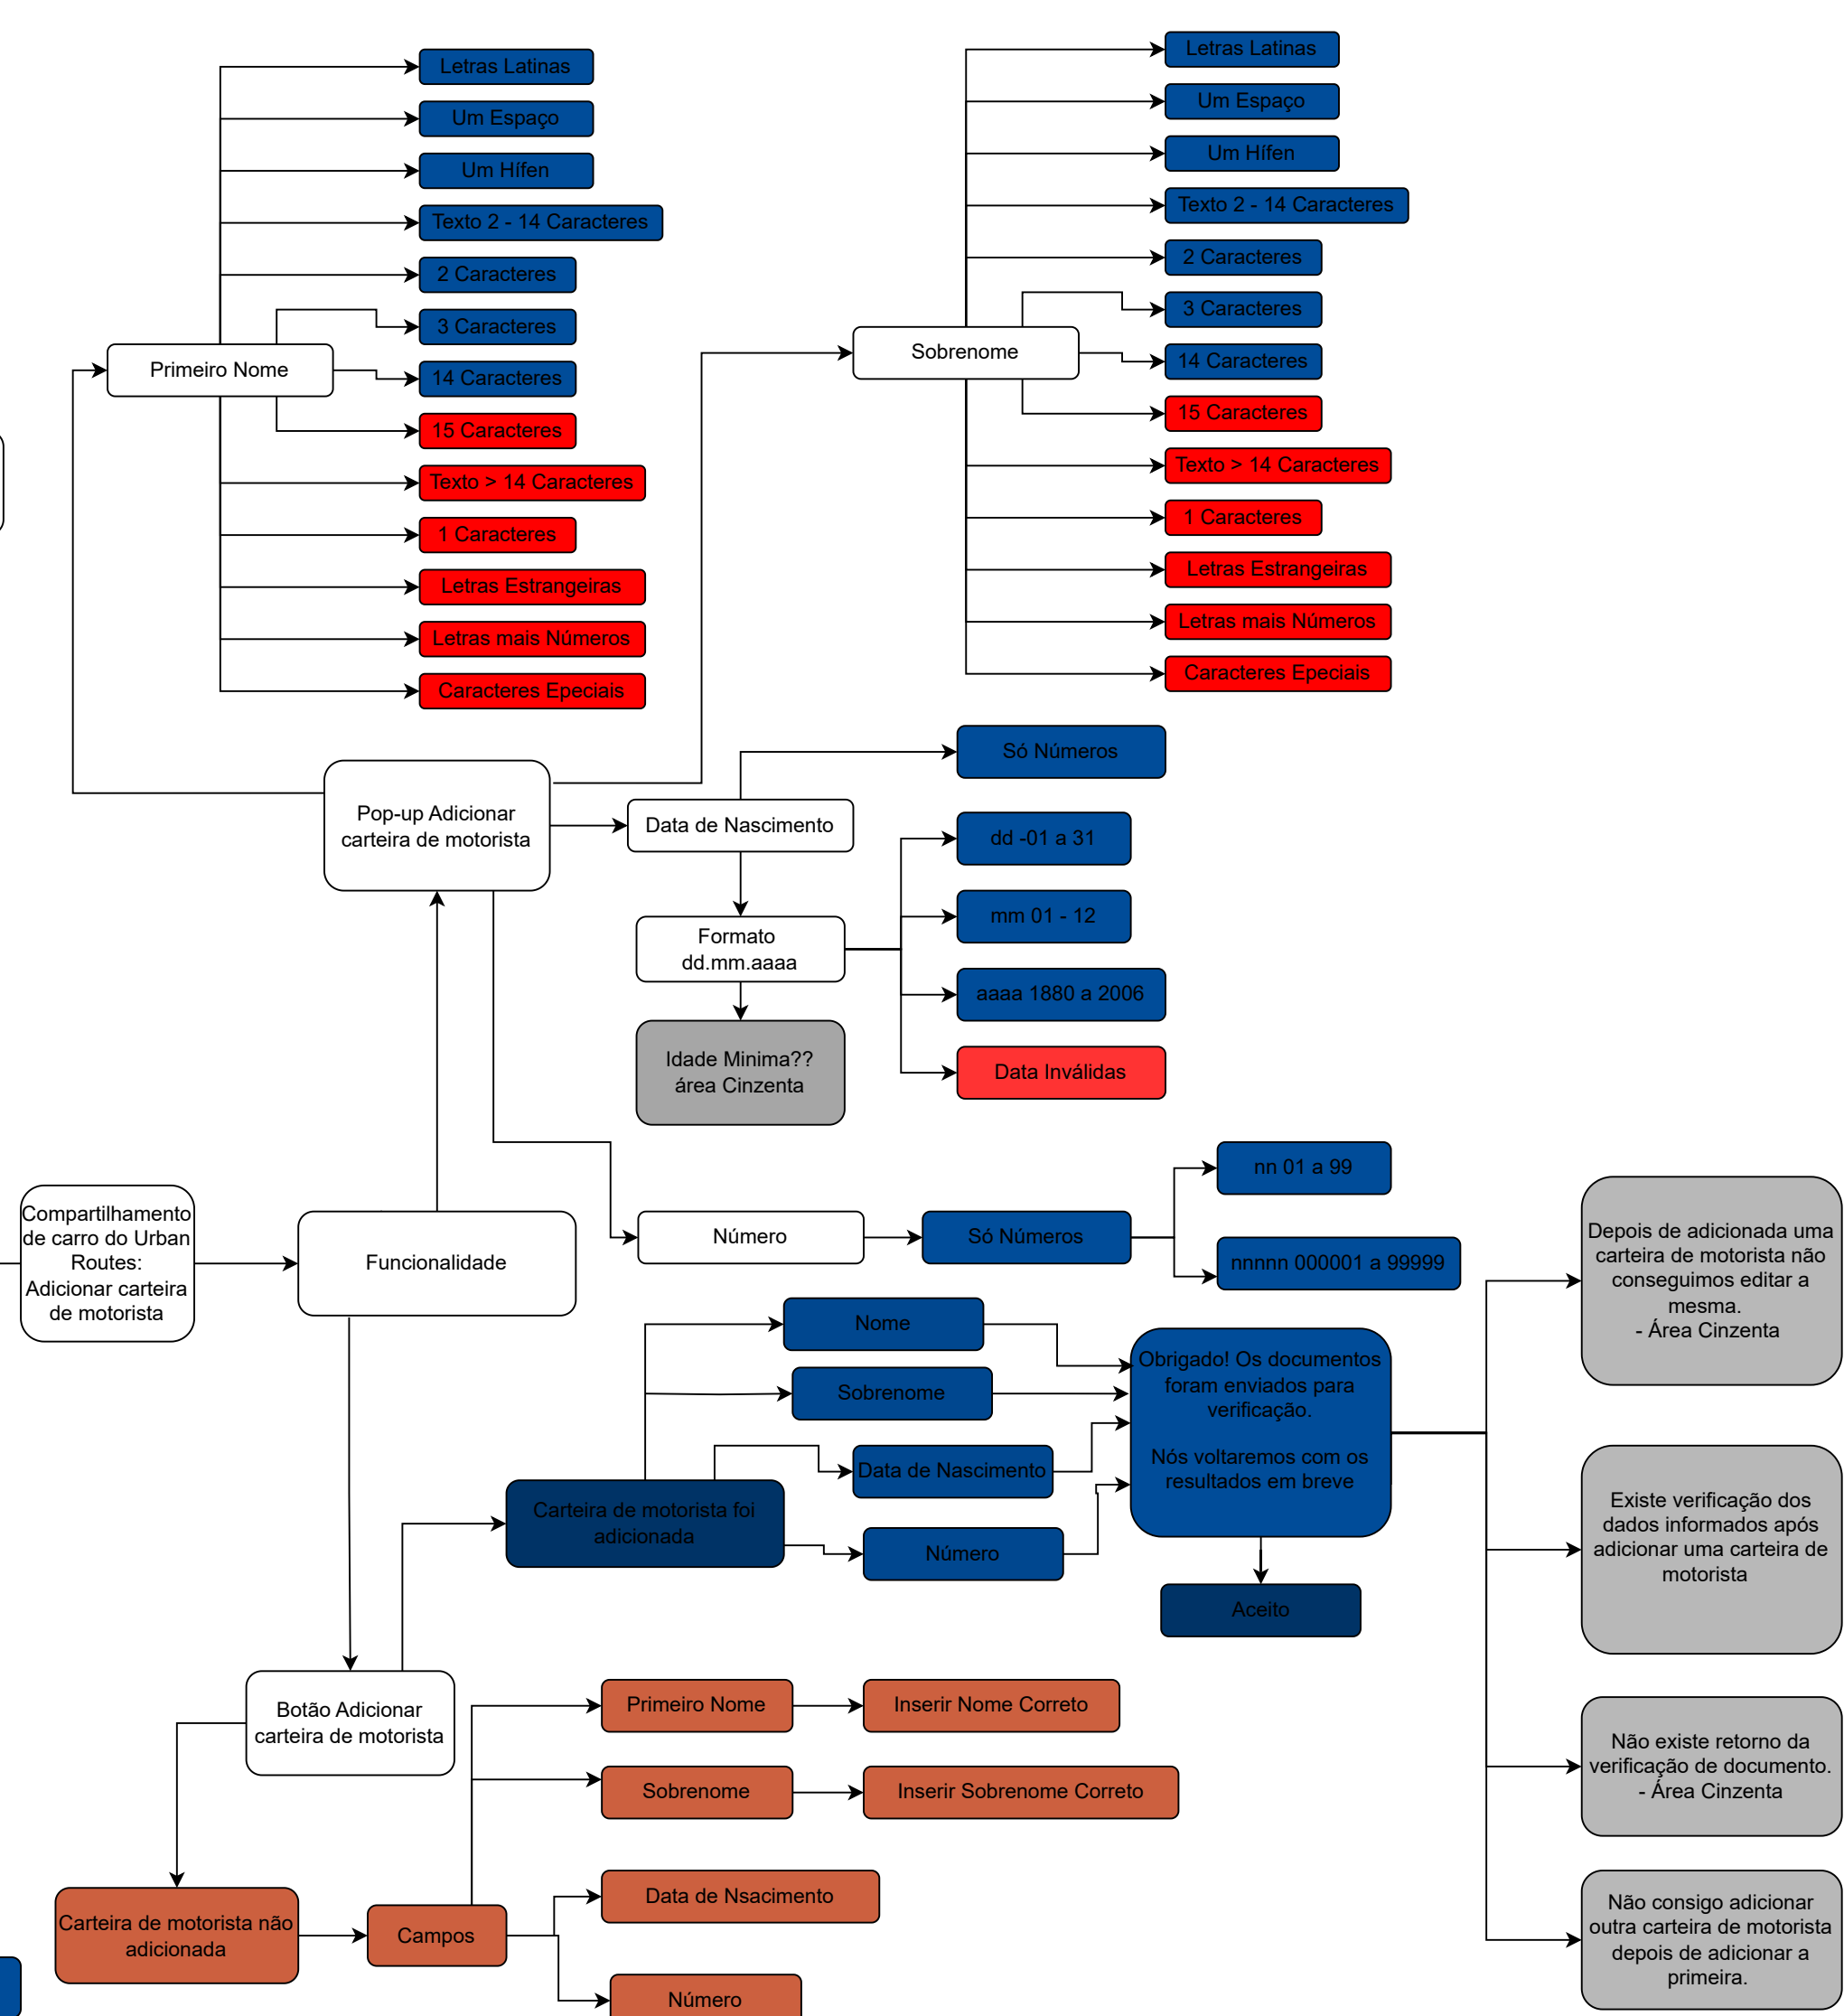 Letras Latinas
Um Espaço
Um Hífen
Texto 2 - 14 Caracteres
2 Caracteres
3 Caracteres
14 Caracteres
15 Caracteres
Texto > 14 Caracteres
1 Caracteres
Letras Estrangeiras
Letras mais Números
Caracteres Epeciais
Primeiro Nome
Letras Latinas
Um Espaço
Um Hífen
Texto 2 - 14 Caracteres
2 Caracteres
3 Caracteres
14 Caracteres
15 Caracteres
Texto > 14 Caracteres
1 Caracteres
Letras Estrangeiras
Letras mais Números
Caracteres Epeciais
Sobrenome
Pop-up Adicionar
carteira de motorista
Data de Nascimento
Só Números
Formato
dd.mm.aaaa
dd -01 a 31
mm 01 - 12
aaaa 1880 a 2006
Data Inválidas
Idade Minima??
área Cinzenta
Compartilhamento
de carro do Urban
Routes:
Adicionar carteira
de motorista
Funcionalidade
Número
Só Números
nn 01 a 99
nnnnn 000001 a 99999
Nome
Sobrenome
Data de Nascimento
Número
Carteira de motorista foi
adicionada
Obrigado! Os documentos
foram enviados para
verificação.
Nós voltaremos com os
resultados em breve
Aceito
Depois de adicionada uma
carteira de motorista não
conseguimos editar a
mesma.
- Área Cinzenta
Existe verificação dos
dados informados após
adicionar uma carteira de
motorista
Não existe retorno da
verificação de documento.
- Área Cinzenta
Não consigo adicionar
outra carteira de motorista
depois de adicionar a
primeira.
Botão Adicionar
carteira de motorista
Primeiro Nome
Inserir Nome Correto
Sobrenome
Inserir Sobrenome Correto
Data de Nsacimento
Carteira de motorista não
adicionada
Campos
Número